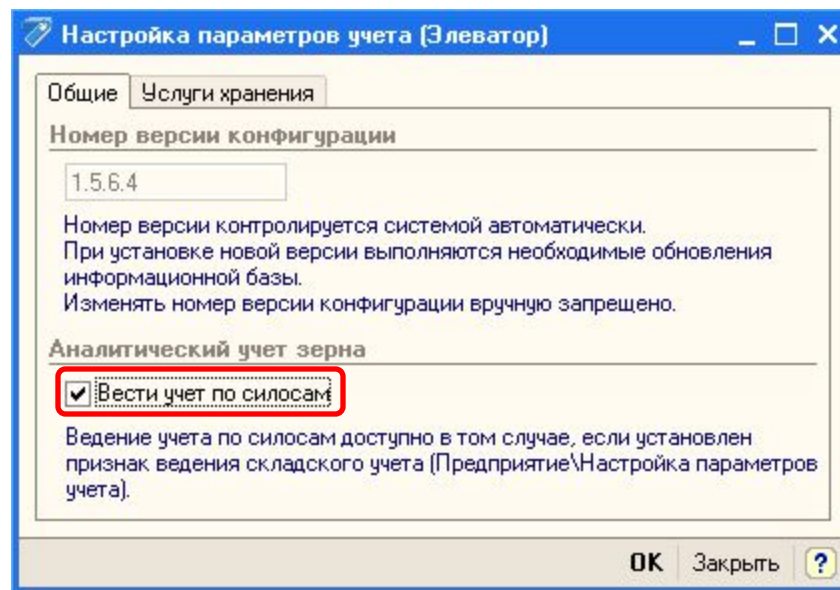 Настройка параметров учета (Элеватор)
Общие
Услуги хранения
Номер версии конфигурации
1.5.6.4
Номер версии контролируется системой автоматически.
При установке новой версии выполняются необходимые обновления
информационной базы.
Изменять номер версии конфигурации вручную запрещено.
Аналитический учет зерна
Вести учет по силосам
Ведение учета по силосам доступно в том случае, если установлен
признак ведения складского учета (Предприятие\Настройка параметров
учета).
ОК
Закрыть
?